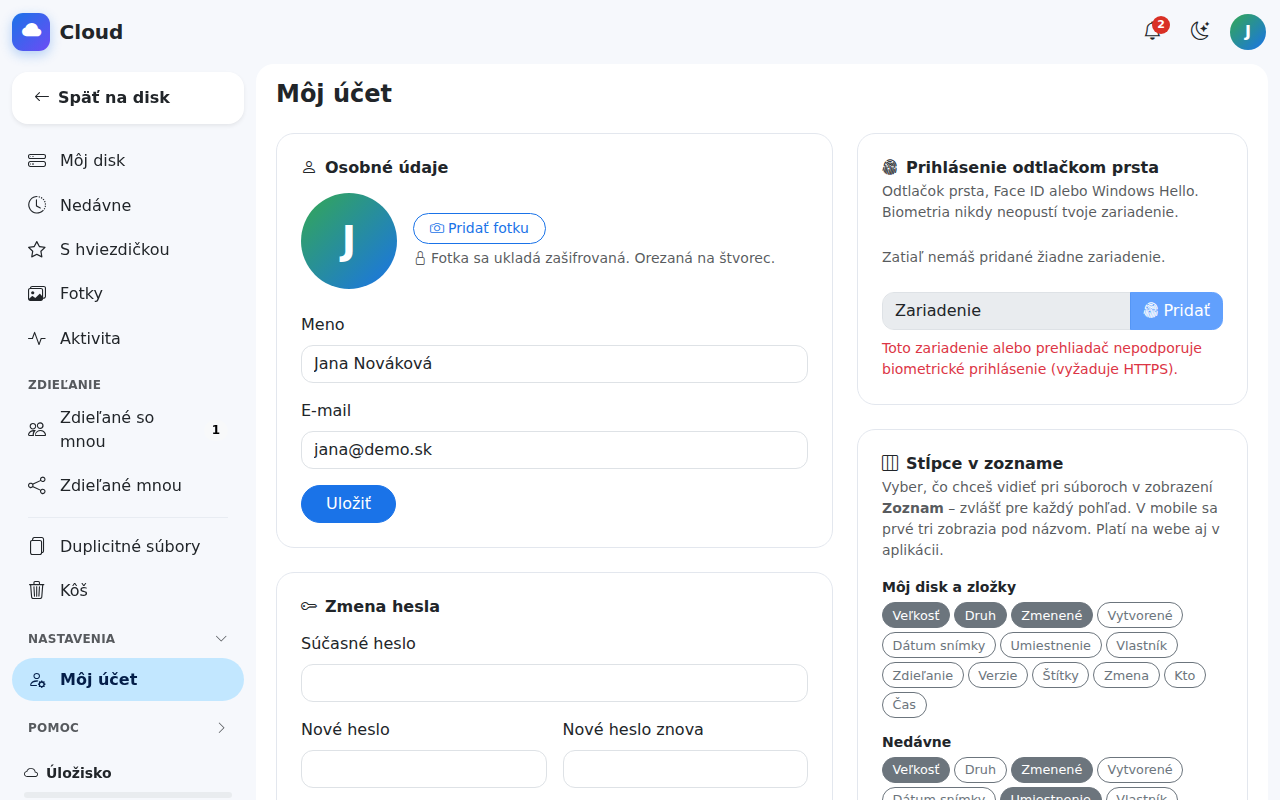 Cloud
2
J
Späť na disk
Môj disk
Nedávne
S hviezdičkou
Fotky
Aktivita
ZDIEĽANIE
Zdieľané so
mnou
1
Zdieľané mnou
Duplicitné súbory
Kôš
NASTAVENIA
Môj účet
POMOC
Úložisko
Môj účet
Osobné údaje
J
Pridať fotku
Fotka sa ukladá zašifrovaná. Orezaná na štvorec.
Meno
Jana Nováková
E-mail
jana@demo.sk
Uložiť
Zmena hesla
Súčasné heslo
Nové heslo
Nové heslo znova
Prihlásenie odtlačkom prsta
Odtlačok prsta, Face ID alebo Windows Hello.
Biometria nikdy neopustí tvoje zariadenie.
Zatiaľ nemáš pridané žiadne zariadenie.
Zariadenie
Pridať
Toto zariadenie alebo prehliadač nepodporuje
biometrické prihlásenie (vyžaduje HTTPS).
Stĺpce v zozname
Vyber, čo chceš vidieť pri súboroch v zobrazení
Zoznam – zvlášť pre každý pohľad. V mobile sa
prvé tri zobrazia pod názvom. Platí na webe aj v
aplikácii.
Môj disk a zložky
Veľkosť Druh Zmenené Vytvorené
Dátum snímky Umiestnenie Vlastník
Zdieľanie Verzie Štítky Zmena Kto
Čas
Nedávne
Veľkosť Druh Zmenené Vytvorené
Dátum snímky Umiestnenie Vlastník